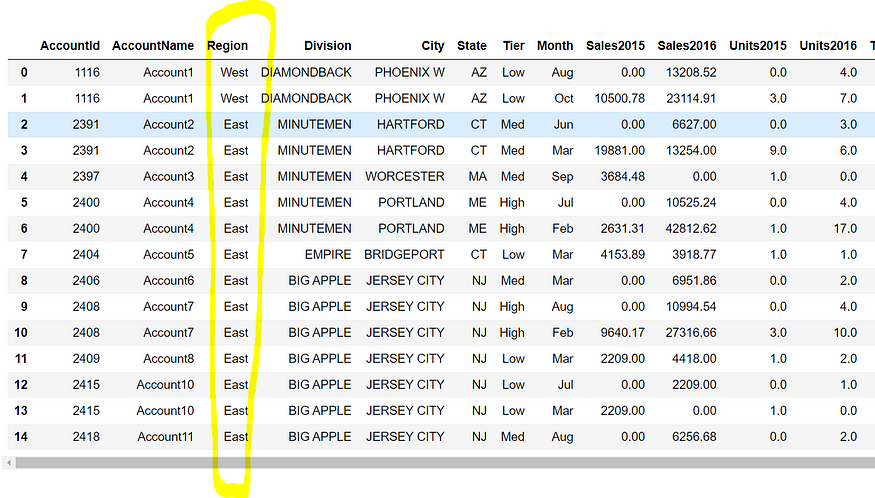 AccountId AccountName Region Division City State Tier Month Sales2015 Sales2016 Units2015 Units2016
0 1116 Account1 West DIAMONDBACK PHOENIX W AZ Low Aug 0.00 13208.52 0.0 4.0
1 1116 Account1 West DIAMONDBACK PHOENIX W AZ Low Oct 10500.78 23114.91 3.0 7.0
2 2391 Account2 East MINUTEMEN HARTFORD CT Med Jun 0.00 6627.00 0.0 3.0
3 2391 Account2 East MINUTEMEN HARTFORD CT Med Mar 19881.00 13254.00 9.0 6.0
4 2397 Account3 East MINUTEMEN WORCESTER MA Med Sep 3684.48 0.00 1.0 0.0
5 2400 Account4 East MINUTEMEN PORTLAND ME High Jul 0.00 10525.24 0.0 4.0
6 2400 Account4 East MINUTEMEN PORTLAND ME High Feb 2631.31 42812.62 1.0 17.0
7 2404 Account5 East EMPIRE BRIDGEPORT CT Low Mar 4153.89 3918.77 1.0 1.0
8 2406 Account6 East BIG APPLE JERSEY CITY NJ Med Mar 0.00 6951.86 0.0 2.0
9 2408 Account7 East BIG APPLE JERSEY CITY NJ High Aug 0.00 10994.54 0.0 4.0
10 2408 Account7 East BIG APPLE JERSEY CITY NJ High Feb 9640.17 27316.66 3.0 10.0
11 2409 Account8 East BIG APPLE JERSEY CITY NJ Low Mar 2209.00 4418.00 1.0 2.0
12 2415 Account10 East BIG APPLE JERSEY CITY NJ Low Jul 0.00 2209.00 0.0 1.0
13 2415 Account10 East BIG APPLE JERSEY CITY NJ Low Mar 2209.00 0.00 1.0 0.0
14 2418 Account11 East BIG APPLE JERSEY CITY NJ Med Aug 0.00 6256.68 0.0 2.0